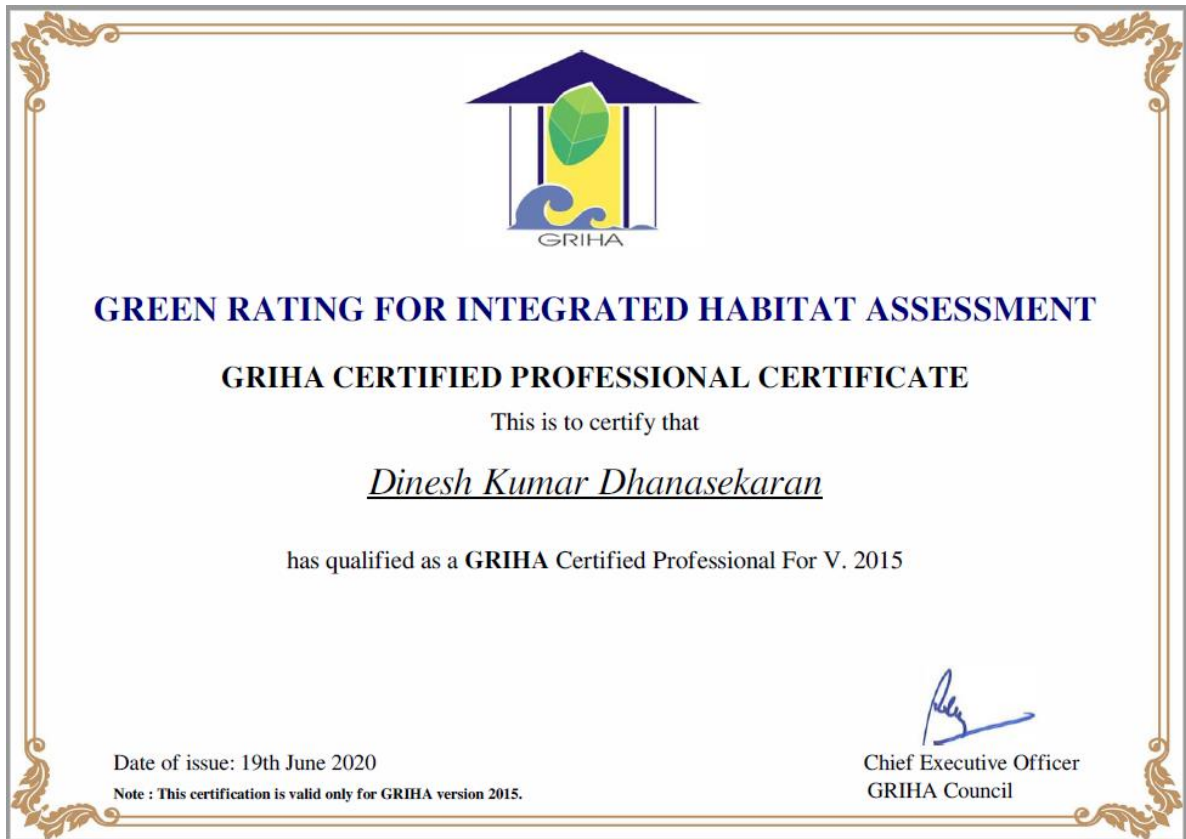 GRIHA
GREEN RATING FOR INTEGRATED HABITAT ASSESSMENT
GRIHA CERTIFIED PROFESSIONAL CERTIFICATE
This is to certify that
Dinesh Kumar Dhanasekaran
has qualified as a GRIHA Certified Professional For V. 2015
Date of issue: 19th June 2020
Note : This certification is valid only for GRIHA version 2015.
Chief Executive Officer
GRIHA Council